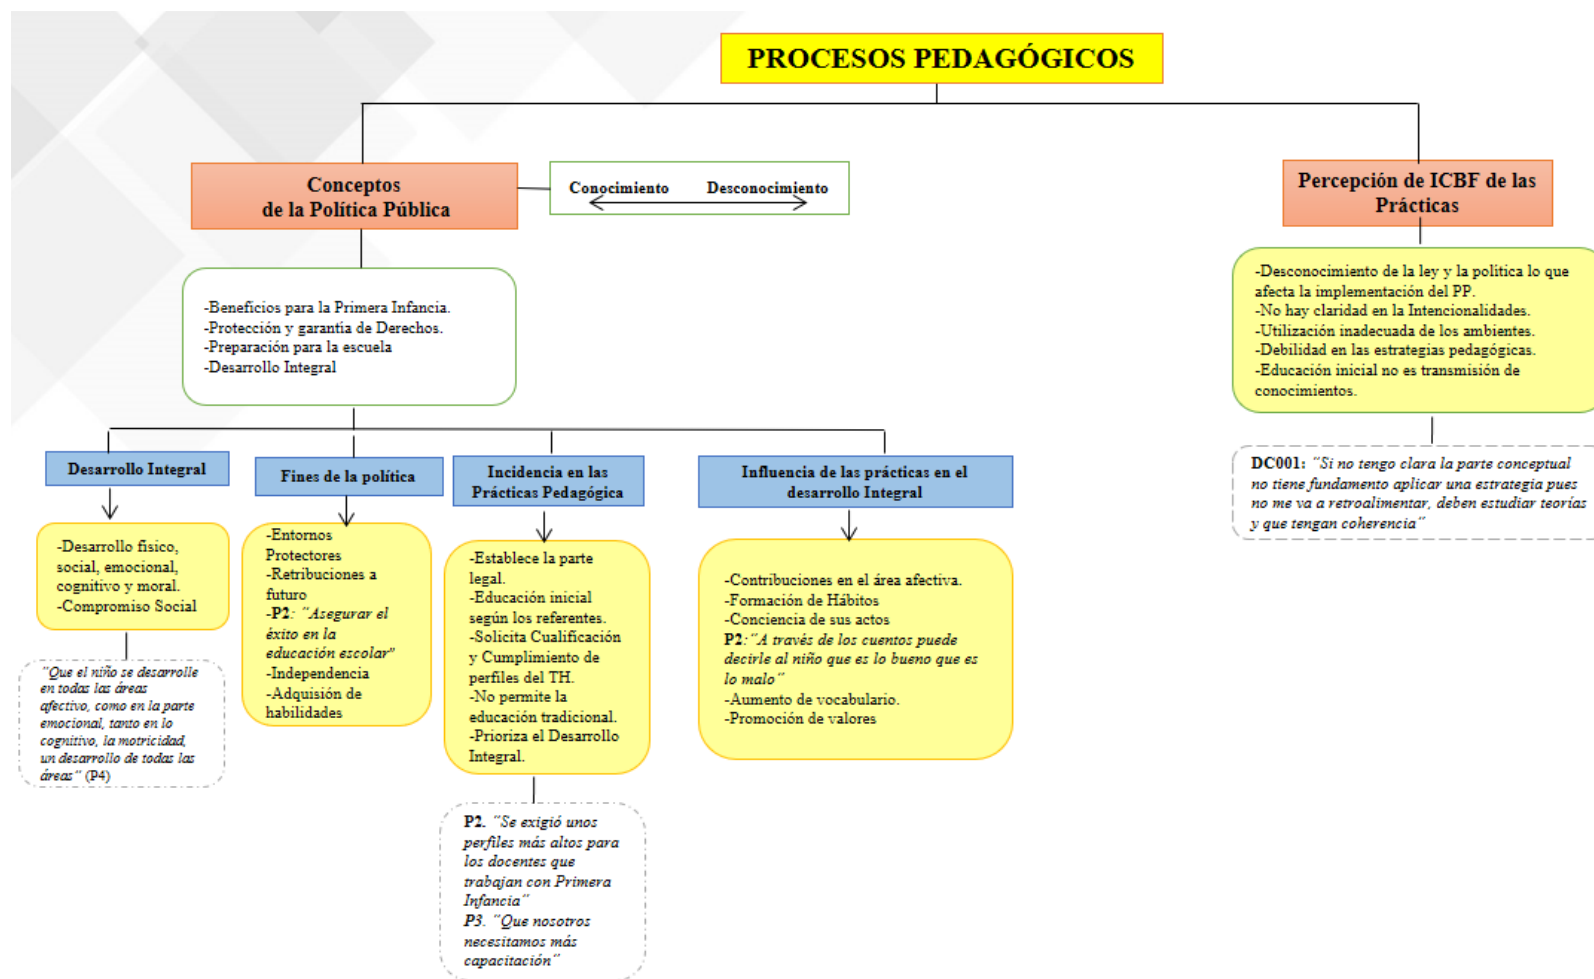 PROCESOS PEDAGÓGICOS
Conceptos
de la Política Pública
Conocimiento Desconocimiento
Percepción de ICBF de las
Prácticas
-Beneficios para la Primera Infancia.
-Protección y garantía de Derechos.
-Preparación para la escuela
-Desarrollo Integral
-Desconocimiento de la ley y la política lo que
afecta la implementación del PP.
-No hay claridad en la Intencionalidades.
-Utilización inadecuada de los ambientes.
-Debilidad en las estrategias pedagógicas.
-Educación inicial no es transmisión de
conocimientos.
DC001: "Si no tengo clara la parte conceptual
no tiene fundamento aplicar una estrategia pues
no me va a retroalimentar, deben estudiar teorías
y que tengan coherencia"
Desarrollo Integral
-Desarrollo físico,
social, emocional,
cognitivo y moral.
-Compromiso Social
"Que el niño se desarrolle
en todas las áreas
afectivo, como en la parte
emocional, tanto en lo
cognitivo, la motricidad,
un desarrollo de todas las
áreas" (P4)
Fines de la política
-Entornos
Protectores
-Retribuciones a
futuro
-P2: "Asegurar el
éxito en la
educación escolar"
-Independencia
-Adquisición de
habilidades
Incidencia en las
Prácticas Pedagógica
-Establece la parte
legal.
-Educación inicial
según los referentes.
-Solicita Cualificación
y Cumplimiento de
perfiles del TH.
-No permite la
educación tradicional.
-Prioriza el Desarrollo
Integral.
P2. "Se exigió unos
perfiles más altos para
los docentes que
trabajan con Primera
Infancia"
P3. "Que nosotros
necesitamos más
capacitación"
Influencia de las prácticas en el
desarrollo Integral
-Contribuciones en el área afectiva.
-Formación de Hábitos
-Conciencia de sus actos
P2:"A través de los cuentos puede
decirle al niño que es lo bueno que es
lo malo"
-Aumento de vocabulario.
-Promoción de valores